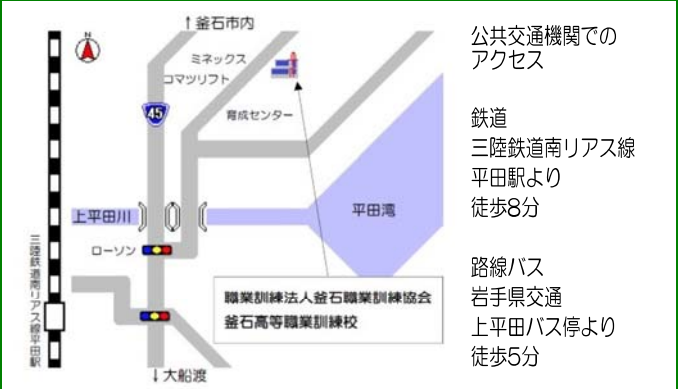 ↑釜石市内
N
ミネックス
コマツリフト
45
育成センター
上平田川
平田湾
ローソン
三陸鉄道南リアス線平田駅
職業訓練法人釜石職業訓練協会
釜石高等職業訓練校
↓大船渡
公共交通機関での
アクセス
鉄道
三陸鉄道南リアス線
平田駅より
徒歩8分
路線バス
岩手県交通
上平田バス停より
徒歩5分